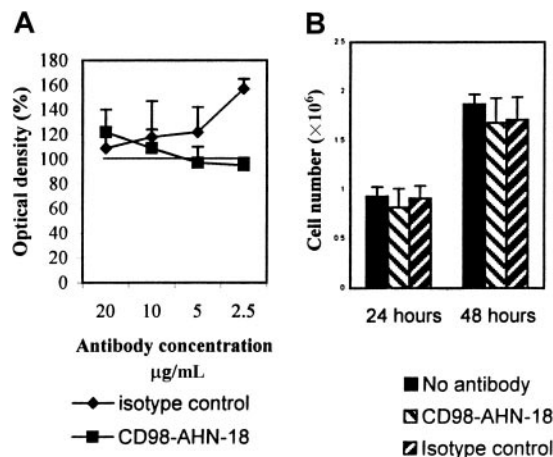 A
Optical density (%)
180
160
140
120
100
80
60
40
20
0
20 10 5 2.5
Antibody concentration
µg/mL
isotype control
CD98-AHN-18
B
Cell number (×10⁶)
2 5
2
1 5
1
0 5
0
24 hours 48 hours
No antibody
CD98-AHN-18
Isotype control